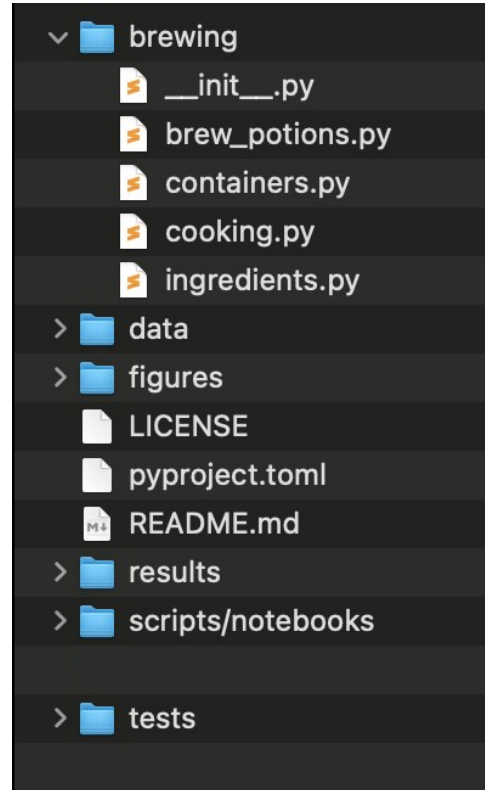 brewing
__init__.py
brew_potions.py
containers.py
cooking.py
ingredients.py
data
figures
LICENSE
pyproject.toml
README.md
results
scripts/notebooks
tests